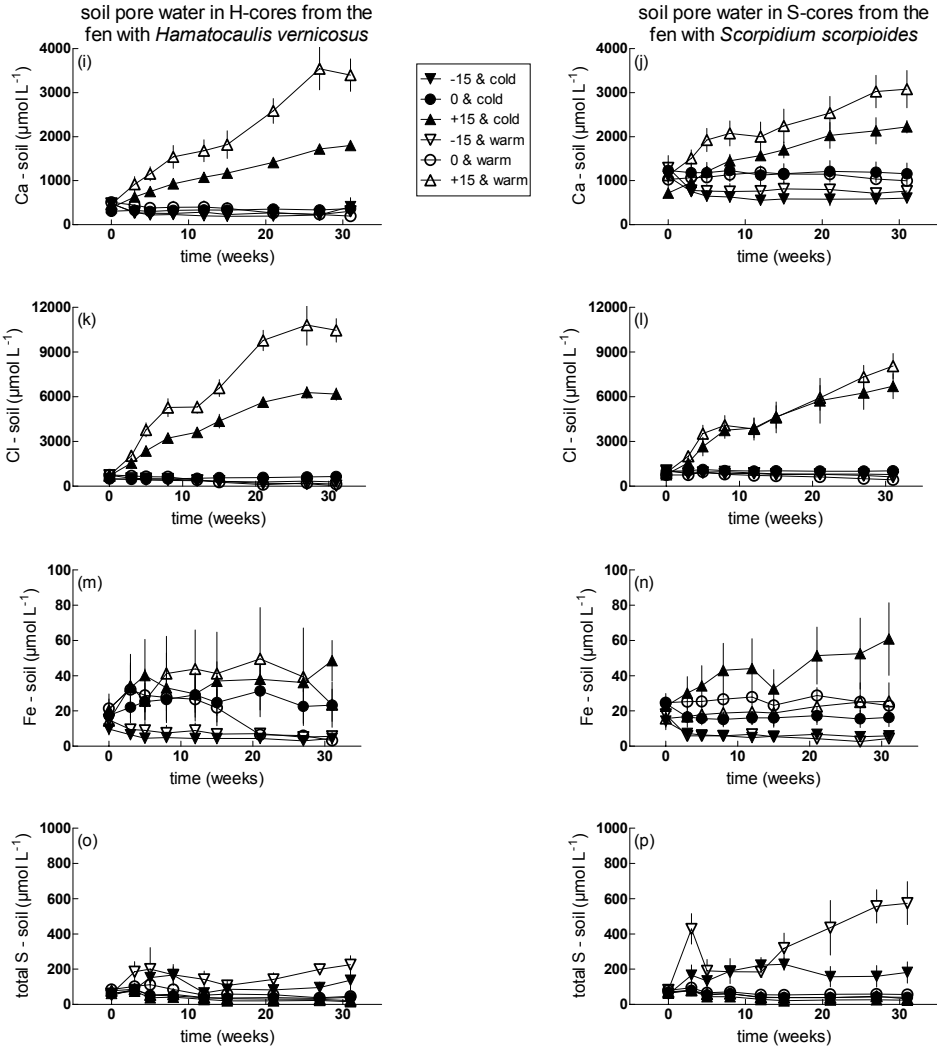 soil pore water in H-cores from the
fen with Hamatocaulis vernicosus
soil pore water in S-cores from the
fen with Scorpidium scorpioides
(i)
Ca - soil (µmol L⁻¹)
4000
3000
2000
1000
0
0 10 20 30
time (weeks)
-15 & cold
0 & cold
+15 & cold
-15 & warm
0 & warm
+15 & warm
(j)
Ca - soil (µmol L⁻¹)
4000
3000
2000
1000
0
0 10 20 30
time (weeks)
(k)
Cl - soil (µmol L⁻¹)
12000
9000
6000
3000
0
0 10 20 30
time (weeks)
(l)
Cl - soil (µmol L⁻¹)
12000
9000
6000
3000
0
0 10 20 30
time (weeks)
(m)
Fe - soil (µmol L⁻¹)
100
80
60
40
20
0
0 10 20 30
time (weeks)
(n)
Fe - soil (µmol L⁻¹)
100
80
60
40
20
0
0 10 20 30
time (weeks)
(o)
total S - soil (µmol L⁻¹)
1000
800
600
400
200
0
0 10 20 30
time (weeks)
(p)
total S - soil (µmol L⁻¹)
1000
800
600
400
200
0
0 10 20 30
time (weeks)